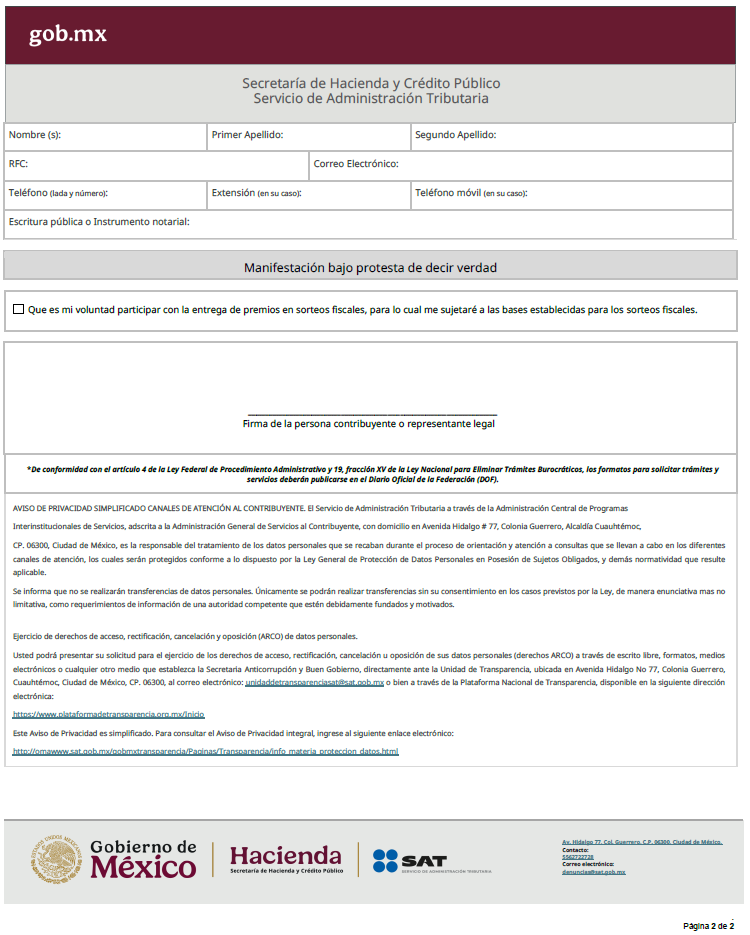 gob.mx
Secretaría de Hacienda y Crédito Público
Servicio de Administración Tributaria
Nombre (s):
Primer Apellido:
Segundo Apellido:
RFC:
Correo Electrónico:
Teléfono (lada y número):
Extensión (en su caso):
Teléfono móvil (en su caso):
Escritura pública o Instrumento notarial:
Manifestación bajo protesta de decir verdad
Que es mi voluntad participar con la entrega de premios en sorteos fiscales, para lo cual me sujetaré a las bases establecidas para los sorteos fiscales.
Firma de la persona contribuyente o representante legal
*De conformidad con el artículo 4 de la Ley Federal de Procedimiento Administrativo y 19, fracción XV de la Ley Nacional para Eliminar Trámites Burocráticos, los formatos para solicitar trámites y
servicios deberán publicarse en el Diario Oficial de la Federación (DOF).
AVISO DE PRIVACIDAD SIMPLIFICADO CANALES DE ATENCIÓN AL CONTRIBUYENTE. El Servicio de Administración Tributaria a través de la Administración Central de Programas
Interinstitucionales de Servicios, adscrita a la Administración General de Servicios al Contribuyente, con domicilio en Avenida Hidalgo # 77, Colonia Guerrero, Alcaldía Cuauhtémoc,
CP. 06300, Ciudad de México, es la responsable del tratamiento de los datos personales que se recaban durante el proceso de orientación y atención a consultas que se llevan a cabo en los diferentes
canales de atención, los cuales serán protegidos conforme a lo dispuesto por la Ley General de Protección de Datos Personales en Posesión de Sujetos Obligados, y demás normatividad que resulte
aplicable.
Se informa que no se realizarán transferencias de datos personales. Únicamente se podrán realizar transferencias sin su consentimiento en los casos previstos por la Ley, de manera enunciativa mas no
limitativa, como requerimientos de información de una autoridad competente que estén debidamente fundados y motivados.
Ejercicio de derechos de acceso, rectificación, cancelación y oposición (ARCO) de datos personales.
Usted podrá presentar su solicitud para el ejercicio de los derechos de acceso, rectificación, cancelación u oposición de sus datos personales (derechos ARCO) a través de escrito libre, formatos, medios
electrónicos o cualquier otro medio que establezca la Secretaria Anticorrupción y Buen Gobierno, directamente ante la Unidad de Transparencia, ubicada en Avenida Hidalgo No 77, Colonia Guerrero,
Cuauhtémoc, Ciudad de México, CP. 06300, al correo electrónico: unidaddetransparenciasat@sat.gob.mx o bien a través de la Plataforma Nacional de Transparencia, disponible en la siguiente dirección
electrónica:
https://www.plataformadetransparencia.org.mx/Inicio
Este Aviso de Privacidad es simplificado. Para consultar el Aviso de Privacidad integral, ingrese al siguiente enlace electrónico:
http://omawww.sat.gob.mx/gobmxtransparencia/Paginas/Transparencia/info_materia_proteccion_datos.html
Gobierno de
México
Hacienda
Secretaría de Hacienda y Crédito Público
SAT
SERVICIO DE ADMINISTRACIÓN TRIBUTARIA
Av. Hidalgo 77, Col. Guerrero, C.P. 06300, Ciudad de México.
Contacto:
5562722728
Correo electrónico:
denuncias@sat.gob.mx
Página 2 de 2